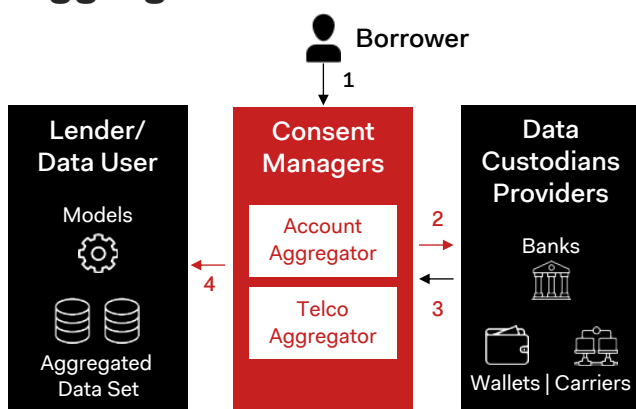 Borrower
1
Lender/
Data User
Models
Aggregated
Data Set
4
Consent
Managers
Account
Aggregator
Telco
Aggregator
2
3
Data
Custodians
Providers
Banks
Wallets | Carriers